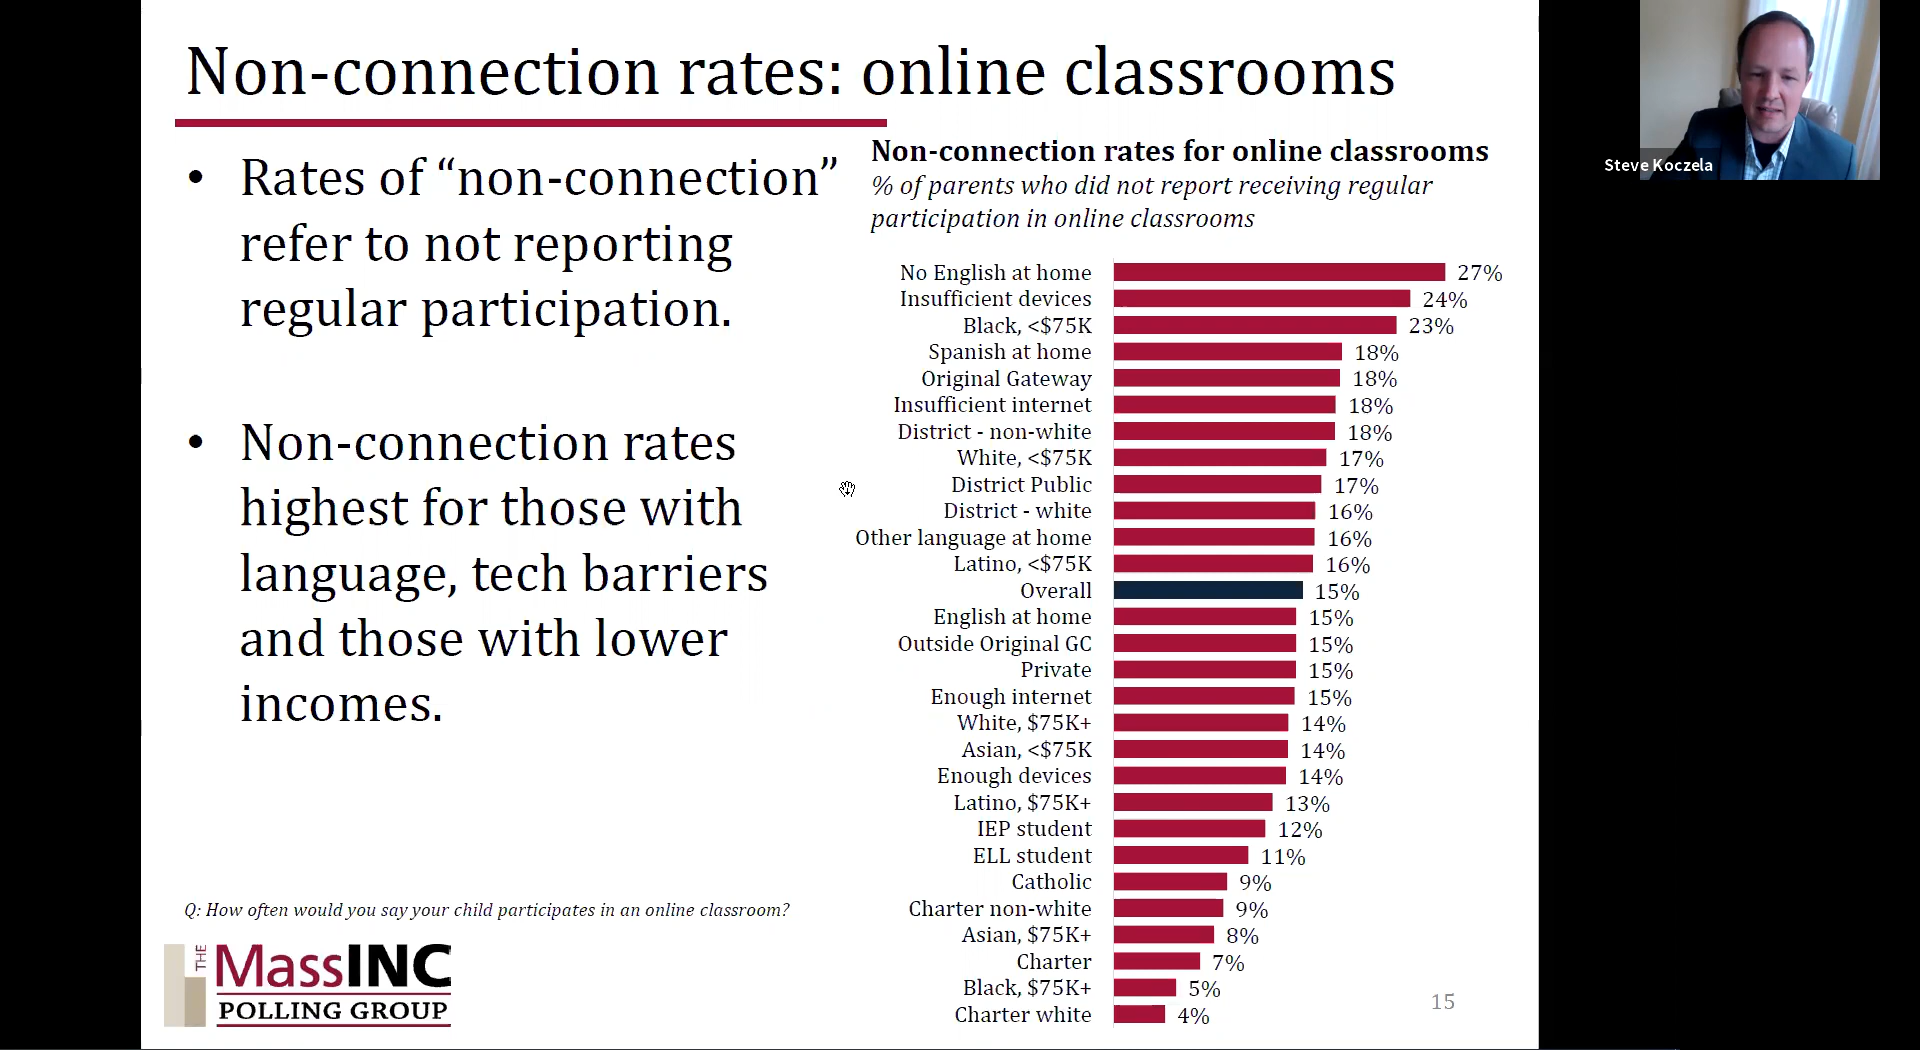 Non-connection rates: online classrooms
• Rates of “non-connection”
refer to not reporting
regular participation.
• Non-connection rates
highest for those with
language, tech barriers
and those with lower
incomes.
Q: How often would you say your child participates in an online classroom?
THE
MassINC
POLLING GROUP
Non-connection rates for online classrooms
% of parents who did not report receiving regular
participation in online classrooms
No English at home 27%
Insufficient devices 24%
Black, <$75K 23%
Spanish at home 18%
Original Gateway 18%
Insufficient internet 18%
District - non-white 18%
White, <$75K 17%
District Public 17%
District - white 16%
Other language at home 16%
Latino, <$75K 16%
Overall 15%
English at home 15%
Outside Original GC 15%
Private 15%
Enough internet 15%
White, $75K+ 14%
Asian, <$75K 14%
Enough devices 14%
Latino, $75K+ 13%
IEP student 12%
ELL student 11%
Catholic 9%
Charter non-white 9%
Asian, $75K+ 8%
Charter 7%
Black, $75K+ 5%
Charter white 4%
15
Steve Koczela